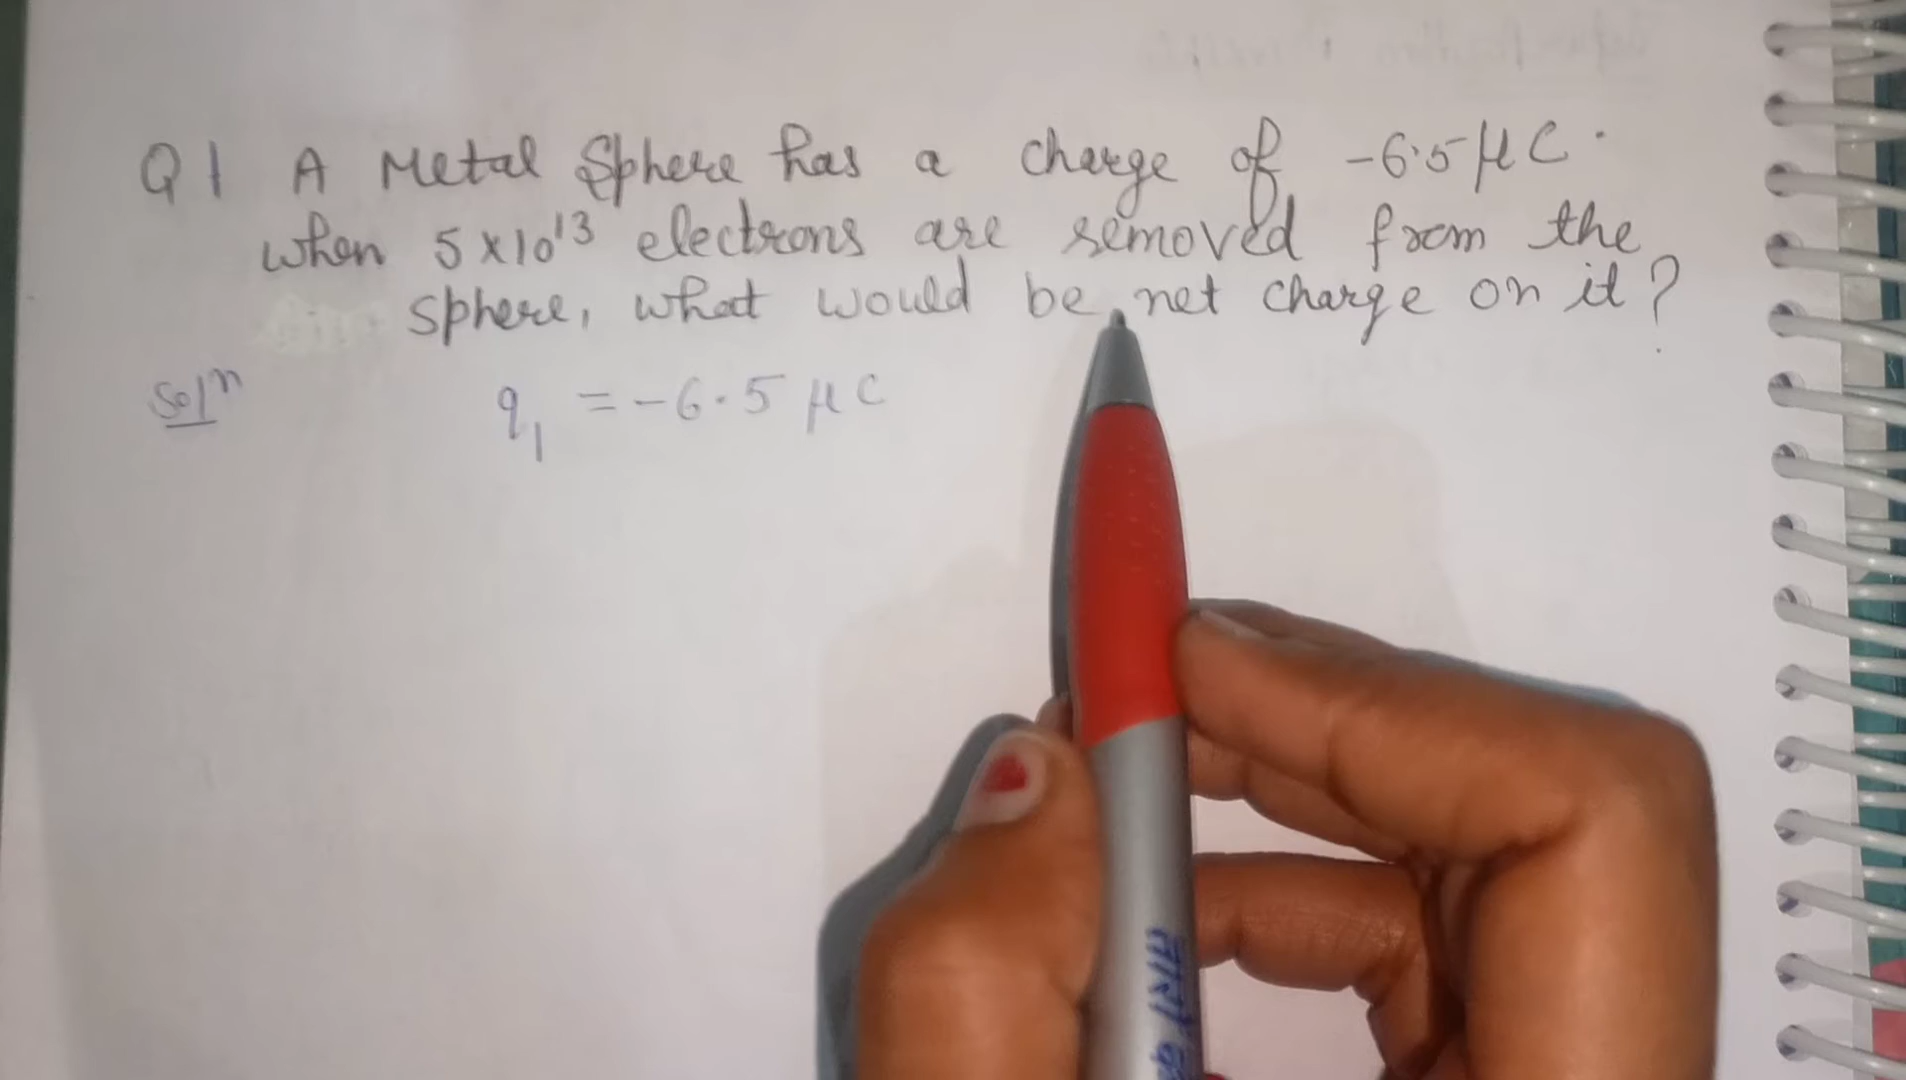 Q1 A Metal Sphere has a charge of -6.5 μC.
when 5×10¹³ electrons are removed from the
sphere, what would be net charge on it?
Solⁿ q₁ = -6.5 μC